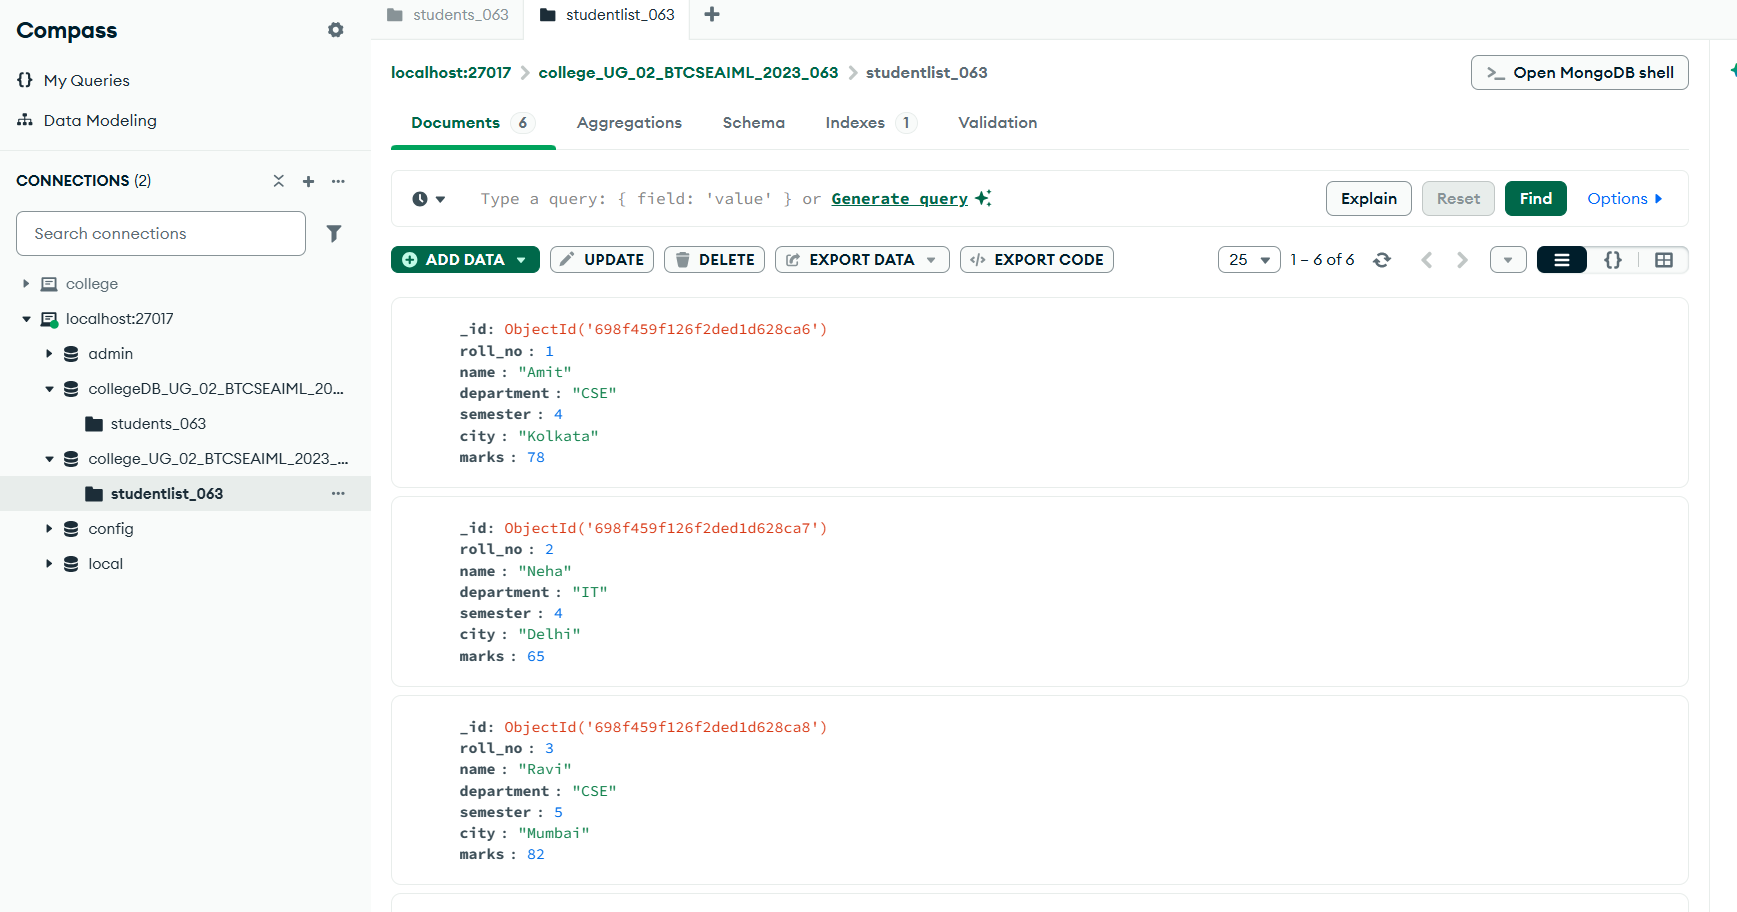 Compass
My Queries
Data Modeling
CONNECTIONS (2)
Search connections
college
localhost:27017
admin
collegeDB_UG_02_BTCSEAIML_20...
students_063
college_UG_02_BTCSEAIML_2023_...
studentlist_063
config
local
students_063 studentlist_063
localhost:27017 > college_UG_02_BTCSEAIML_2023_063 > studentlist_063
>_ Open MongoDB shell
Documents 6 Aggregations Schema Indexes 1 Validation
Type a query: { field: 'value' } or Generate query
Explain Reset Find Options
ADD DATA UPDATE DELETE EXPORT DATA EXPORT CODE
25 1 – 6 of 6 {}
_id: ObjectId('698f459f126f2ded1d628ca6')
roll_no : 1
name : "Amit"
department : "CSE"
semester : 4
city : "Kolkata"
marks : 78
_id: ObjectId('698f459f126f2ded1d628ca7')
roll_no : 2
name : "Neha"
department : "IT"
semester : 4
city : "Delhi"
marks : 65
_id: ObjectId('698f459f126f2ded1d628ca8')
roll_no : 3
name : "Ravi"
department : "CSE"
semester : 5
city : "Mumbai"
marks : 82